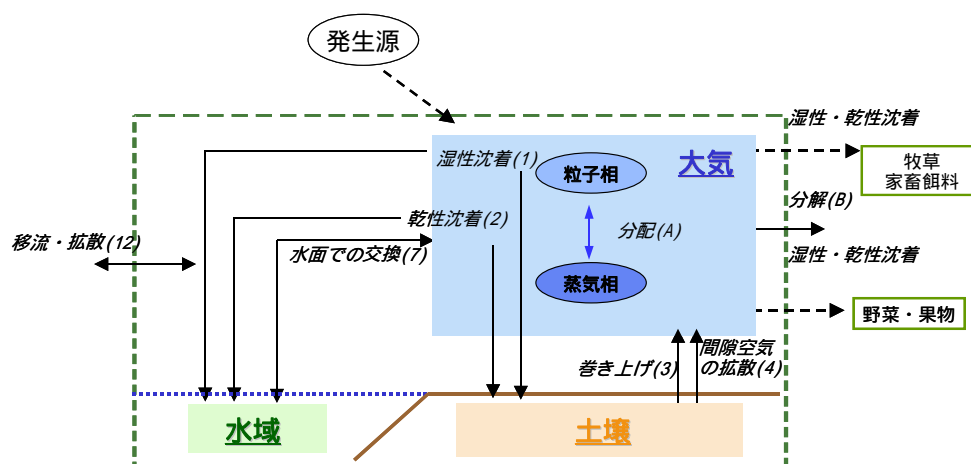 発生源
湿性・乾性沈着
湿性沈着(1)
大気
粒子相
牧草
家畜餌料
分解(B)
乾性沈着(2)
分配(A)
移流・拡散(12)
水面での交換(7)
湿性・乾性沈着
蒸気相
野菜・果物
巻き上げ(3)
間隙空気
の拡散(4)
水域
土壌